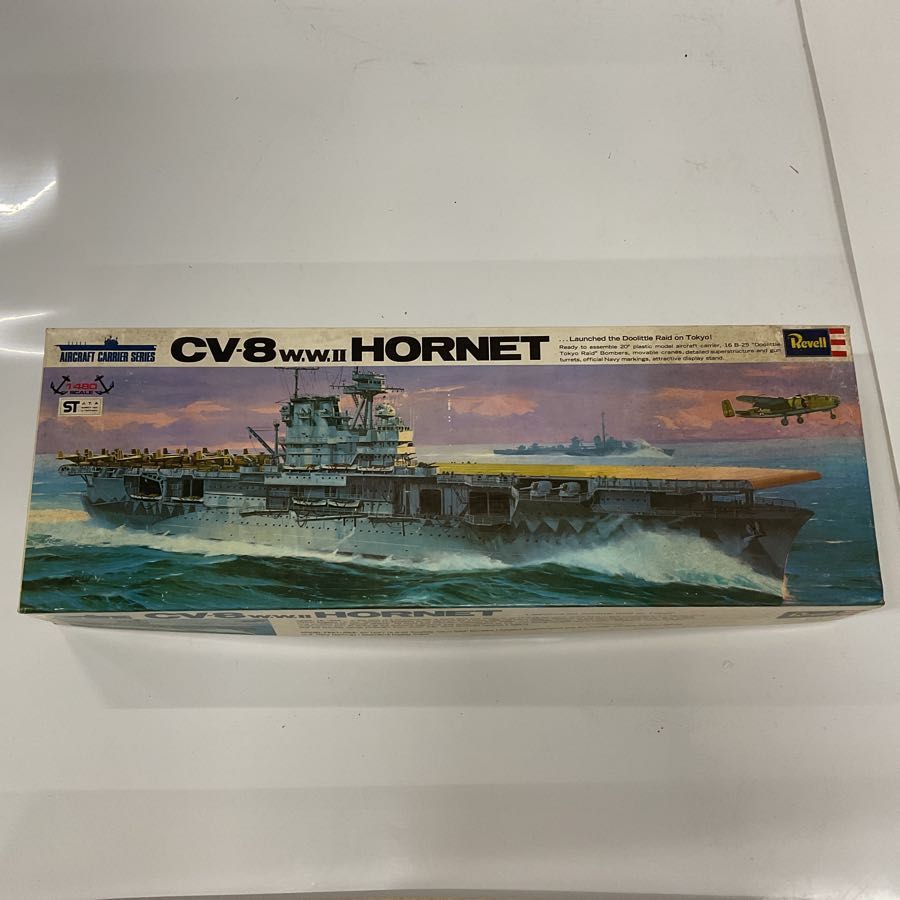 AIRCRAFT CARRIER SERIES
CV-8 W.W.II HORNET
...Launched the Doolittle Raid on Tokyo!
Ready to assemble 20" plastic model aircraft carrier, 16 B-25 "Doolittle
Tokyo Raid" Bombers, movable cranes, detailed superstructure and gun
turrets, official Navy markings, attractive display stand.
Revell
1:480
SCALE
ST
J.T.A
CV-8 W.W.II HORNET